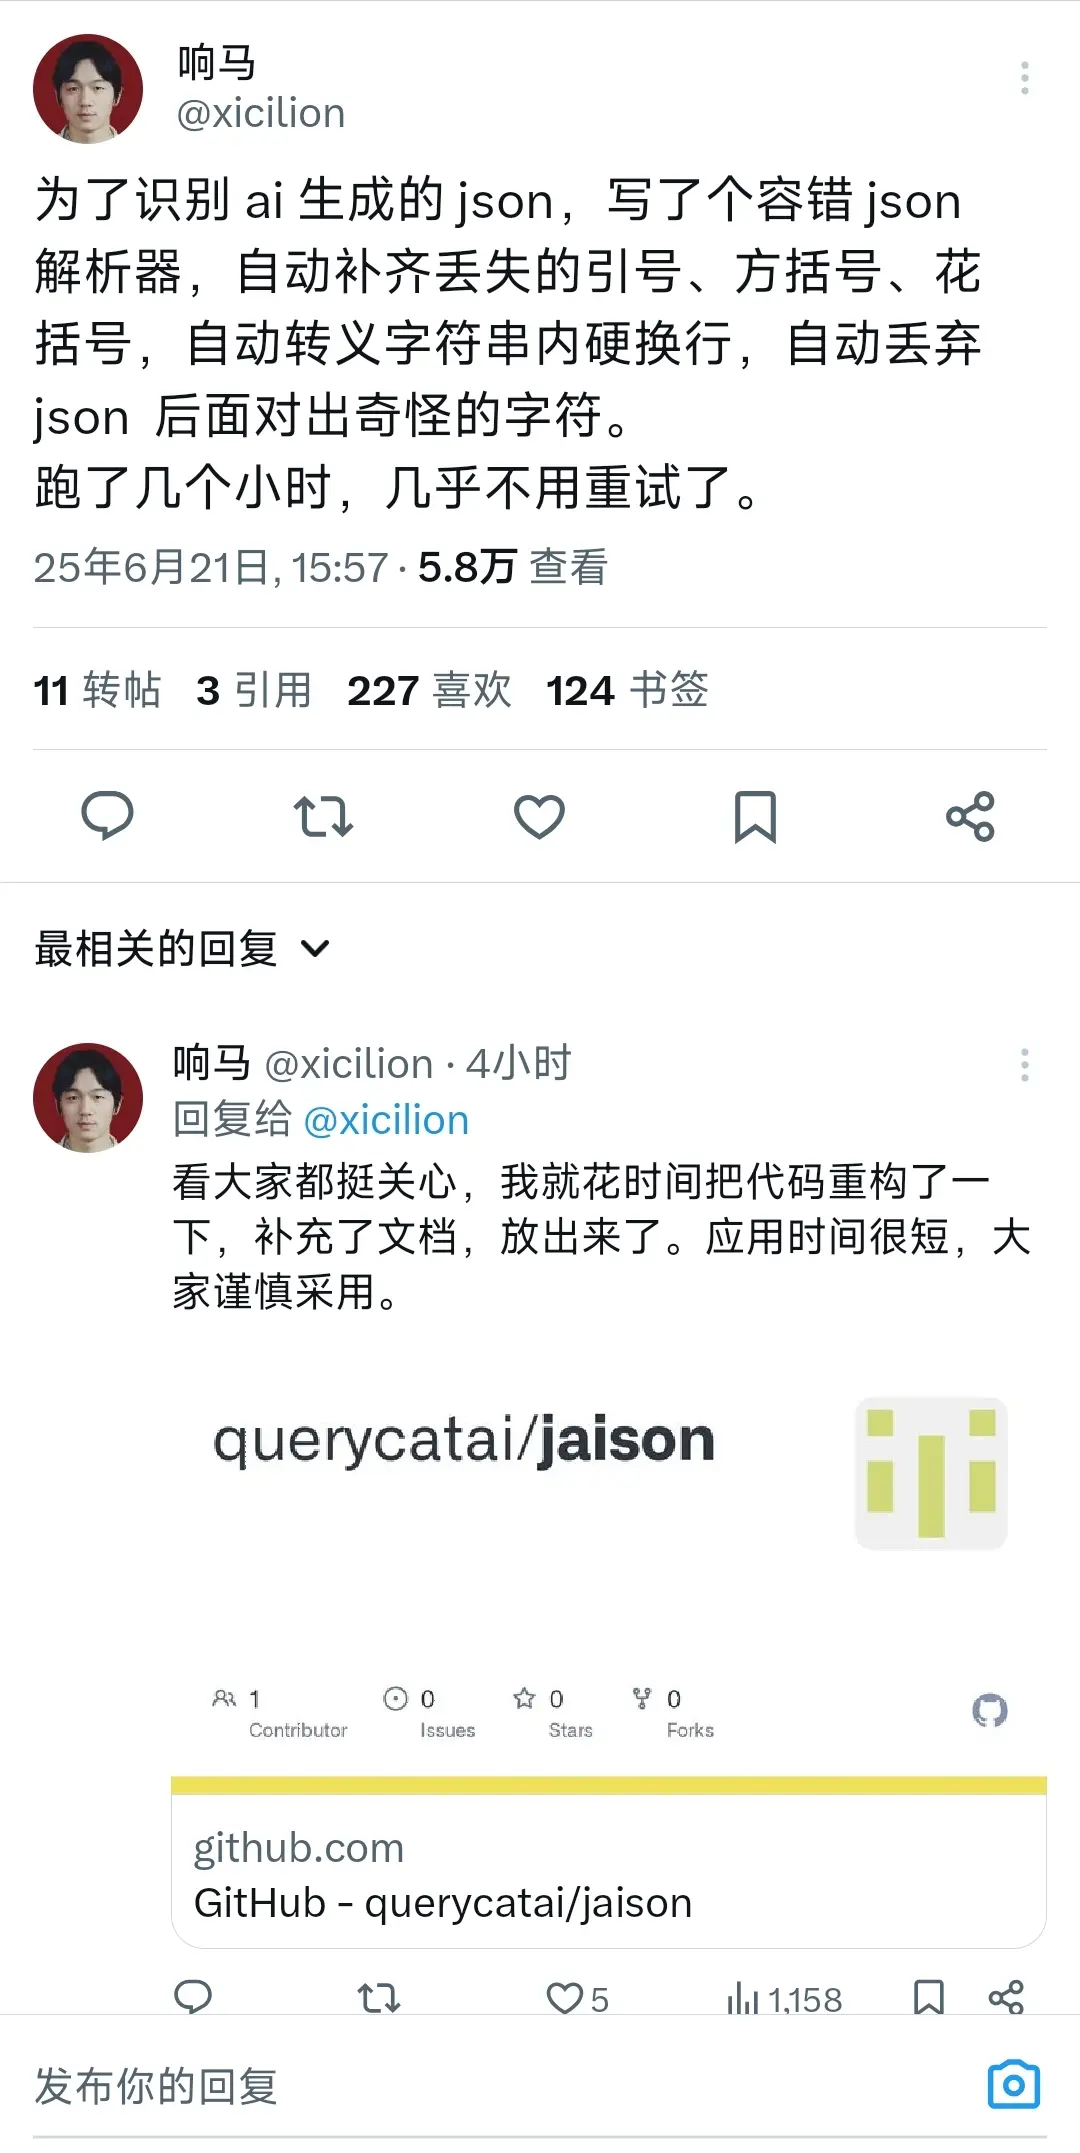 响马
@xicilion
为了识别 ai 生成的 json，写了个容错 json
解析器，自动补齐丢失的引号、方括号、花
括号，自动转义字符串内硬换行，自动丢弃
json 后面对出奇怪的字符。
跑了几个小时，几乎不用重试了。
25年6月21日, 15:57 · 5.8万 查看
11 转帖 3 引用 227 喜欢 124 书签
最相关的回复
响马 @xicilion · 4小时
回复给 @xicilion
看大家都挺关心，我就花时间把代码重构了一
下，补充了文档，放出来了。应用时间很短，大
家谨慎采用。
querycatai/jaison
1 0 0 0
Contributor Issues Stars Forks
github.com
GitHub - querycatai/jaison
5 1,158
发布你的回复